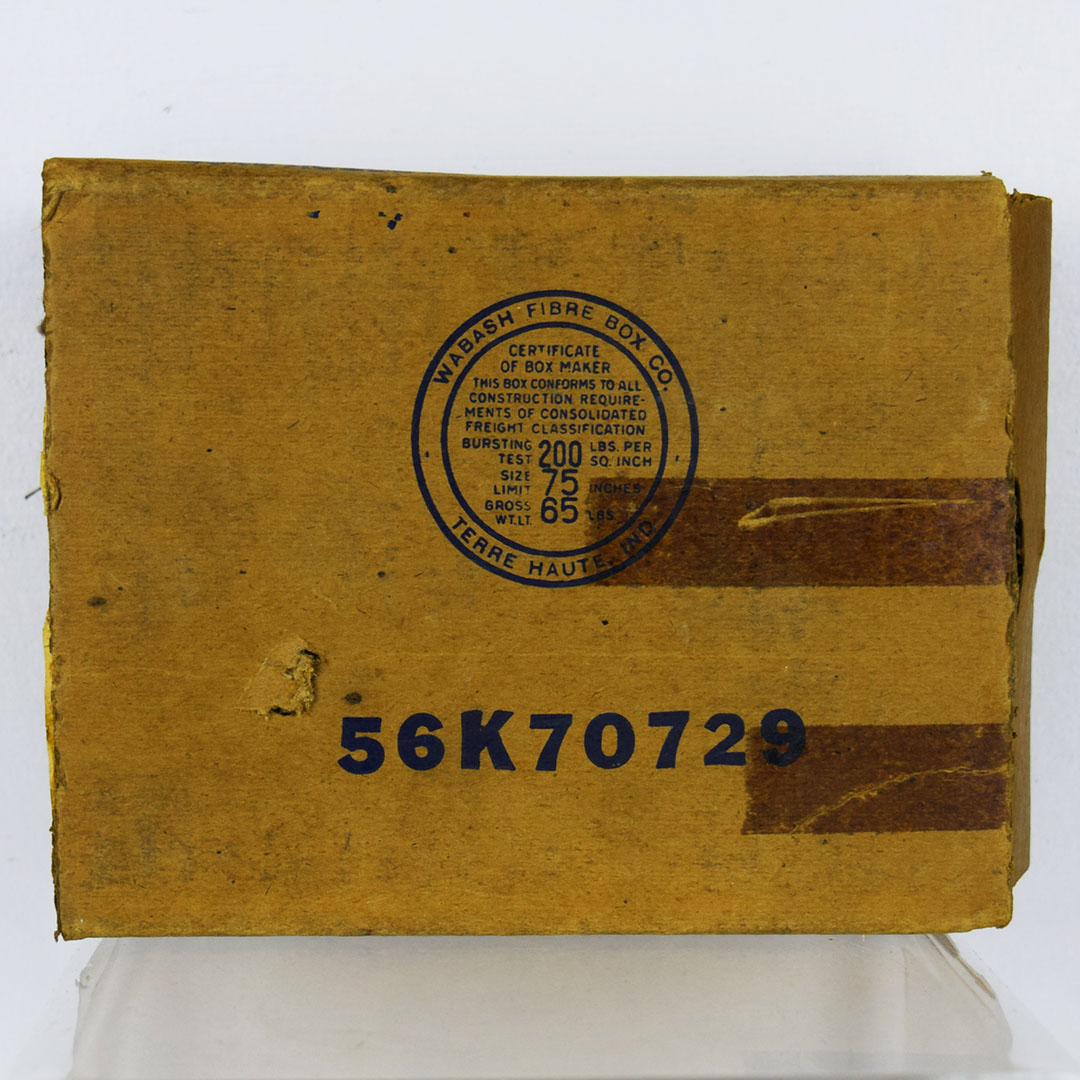 WABASH FIBRE BOX CO.
CERTIFICATE
OF BOX MAKER
THIS BOX CONFORMS TO ALL
CONSTRUCTION REQUIRE-
MENTS OF CONSOLIDATED
FREIGHT CLASSIFICATION
BURSTING TEST 200 LBS. PER SQ. INCH
SIZE LIMIT 75 INCHES
GROSS WT. LT. 65 LBS.
TERRE HAUTE, IND.
56K70729